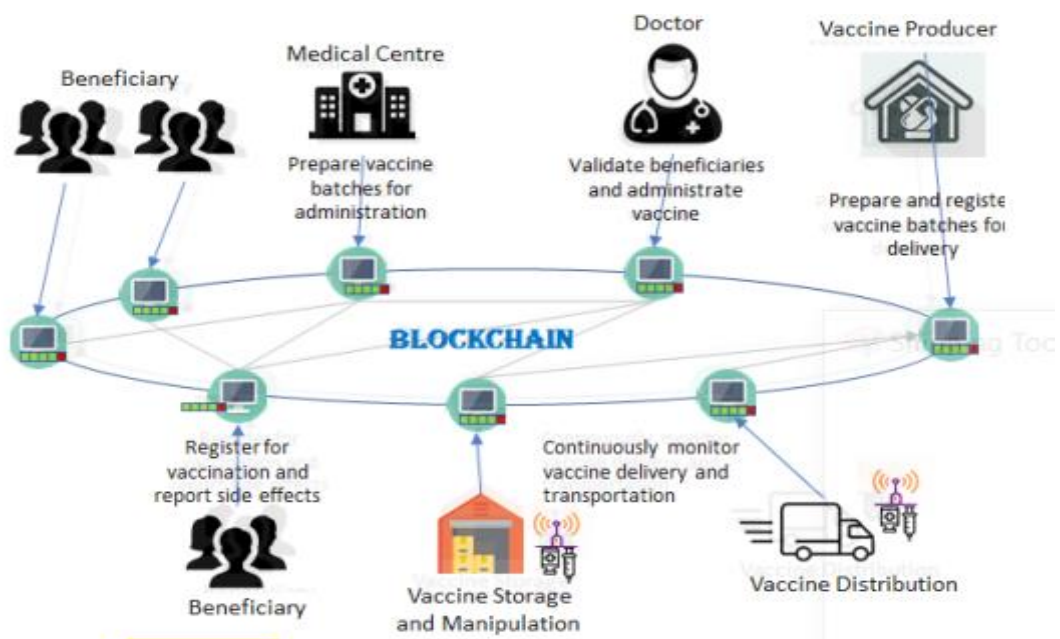 Doctor
Vaccine Producer
Medical Centre
Beneficiary
Prepare vaccine
batches for
administration
Validate beneficiaries
and administrate
vaccine
Prepare and registe
vaccine batches fo
delivery
BLOCKCHAIN
Register for
vaccination and
report side effects
Continuously monitor
vaccine delivery and
transportation
Beneficiary
Vaccine Storage
and Manipulation
Vaccine Distribution